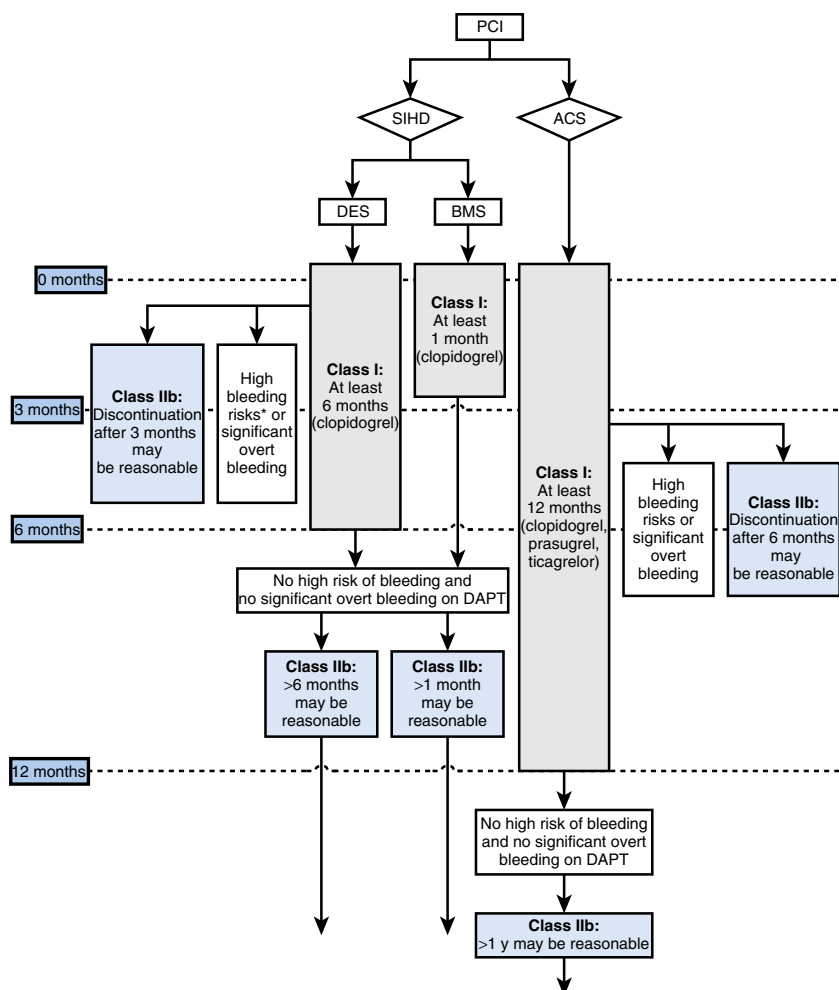 PCI
SIHD
ACS
DES
BMS
0 months
Class I:
At least
1 month
(clopidogrel)
Class IIb:
Discontinuation
after 3 months
may
be reasonable
High
bleeding
risks* or
significant
overt
bleeding
Class I:
At least
6 months
(clopidogrel)
3 months
Class I:
At least
12 months
(clopidogrel,
prasugrel,
ticagrelor)
High
bleeding
risks or
significant
overt
bleeding
Class IIb:
Discontinuation
after 6 months
may
be reasonable
6 months
No high risk of bleeding and
no significant overt bleeding on DAPT
Class IIb:
>6 months
may be
reasonable
Class IIb:
>1 month
may be
reasonable
12 months
No high risk of bleeding
and no significant overt
bleeding on DAPT
Class IIb:
>1 y may be reasonable